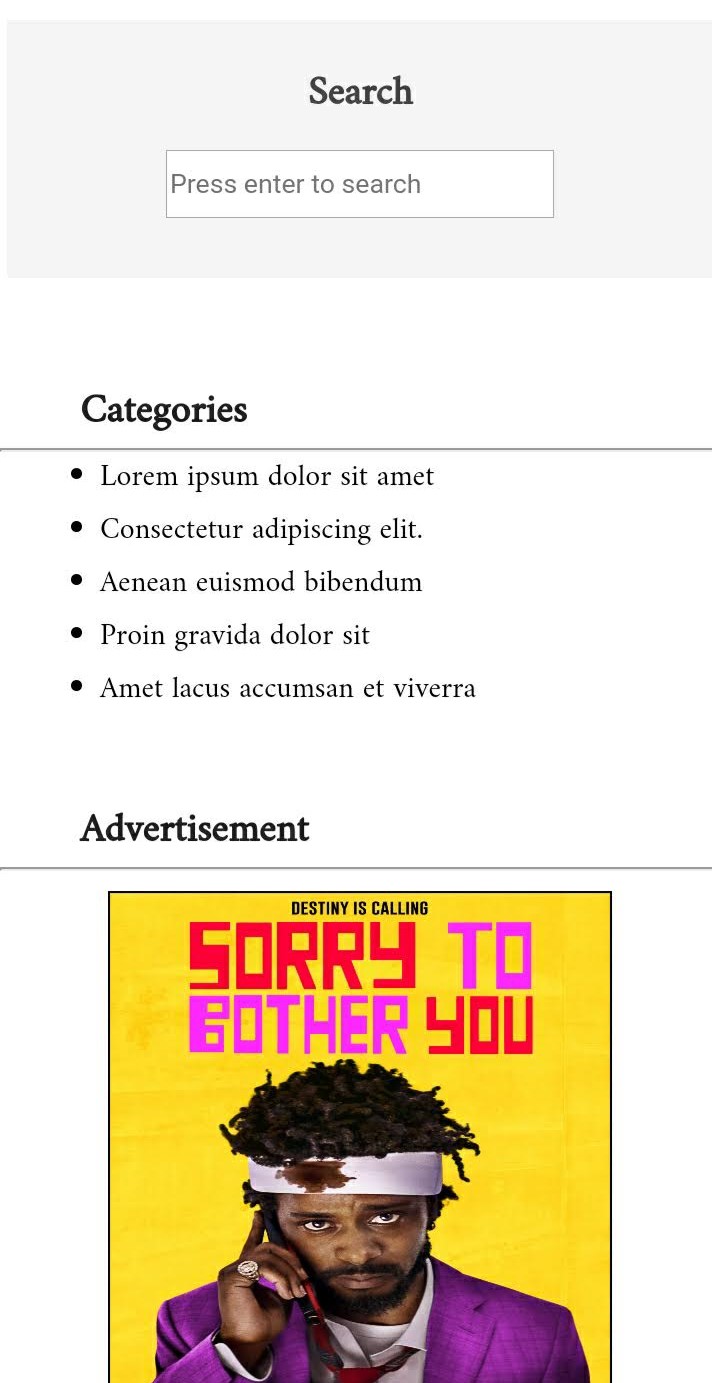 Search
Press enter to search
Categories
Lorem ipsum dolor sit amet
Consectetur adipiscing elit.
Aenean euismod bibendum
Proin gravida dolor sit
Amet lacus accumsan et viverra
Advertisement
DESTINY IS CALLING
SORRY TO
BOTHER YOU